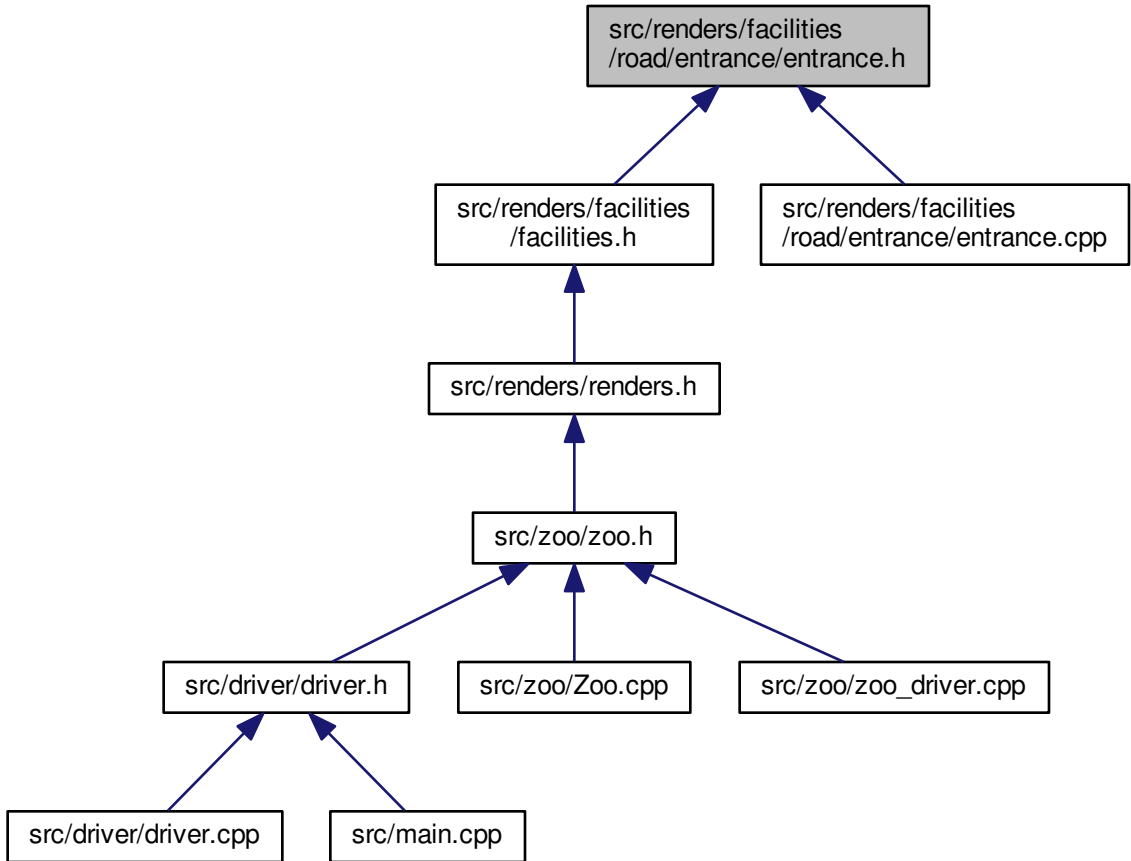 src/renders/facilities
/road/entrance/entrance.h
src/renders/facilities
/facilities.h
src/renders/facilities
/road/entrance/entrance.cpp
src/renders/renders.h
src/zoo/zoo.h
src/driver/driver.h
src/zoo/Zoo.cpp
src/zoo/zoo_driver.cpp
src/driver/driver.cpp
src/main.cpp